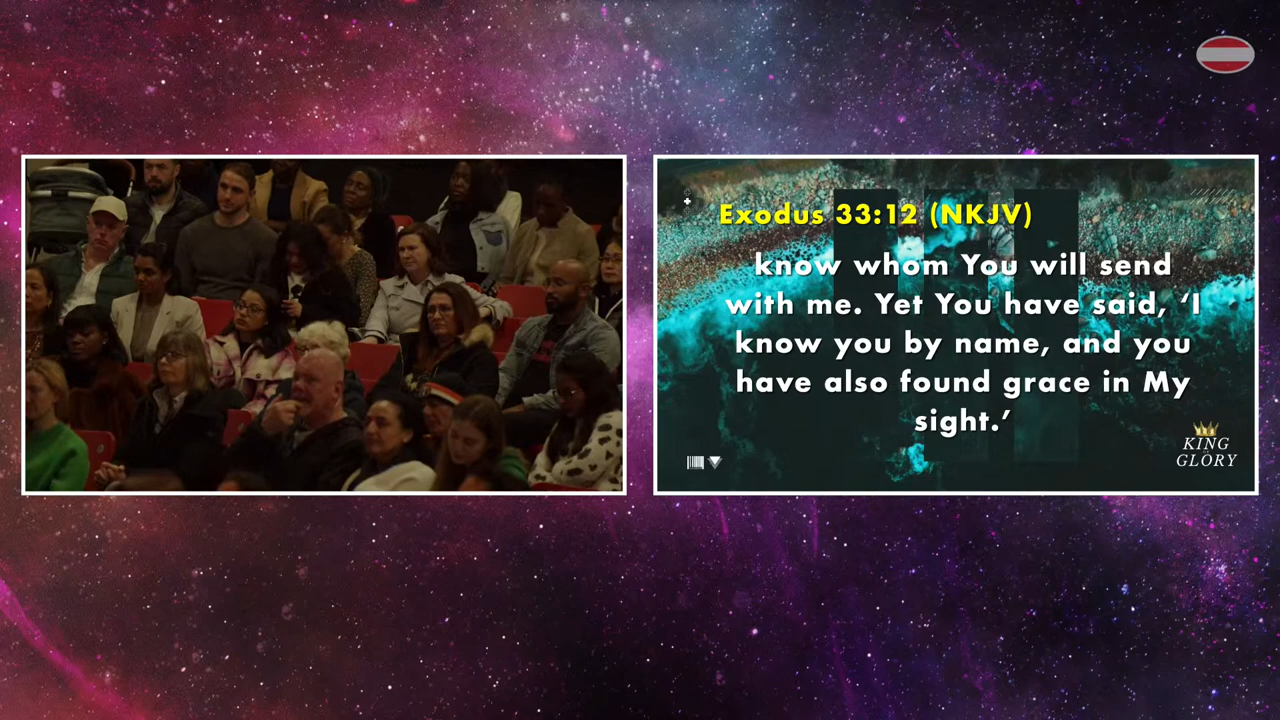 Exodus 33:12 (NKJV)
know whom You will send
with me. Yet You have said, ‘I
know you by name, and you
have also found grace in My
sight.’
KING
GLORY